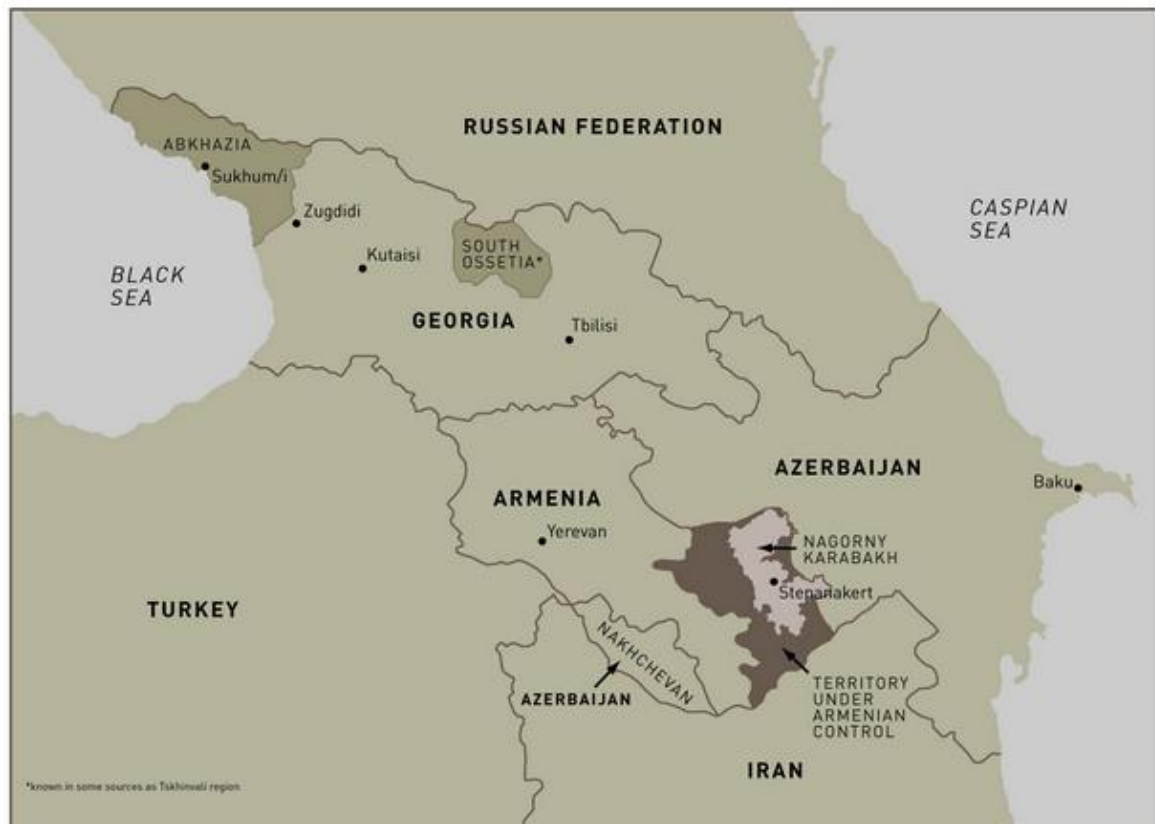 RUSSIAN FEDERATION
ABKHAZIA
Sukhum/i
Zugdidi
CASPIAN
SEA
SOUTH
OSSETIA*
Kutaisi
BLACK
SEA
GEORGIA
Tbilisi
AZERBAIJAN
Baku
ARMENIA
Yerevan
NAGORNY
KARABAKH
Stepanakert
TURKEY
NAKHCHEVAN
AZERBAIJAN
TERRITORY
UNDER
ARMENIAN
CONTROL
IRAN
*known in some sources as Tskhinvali region